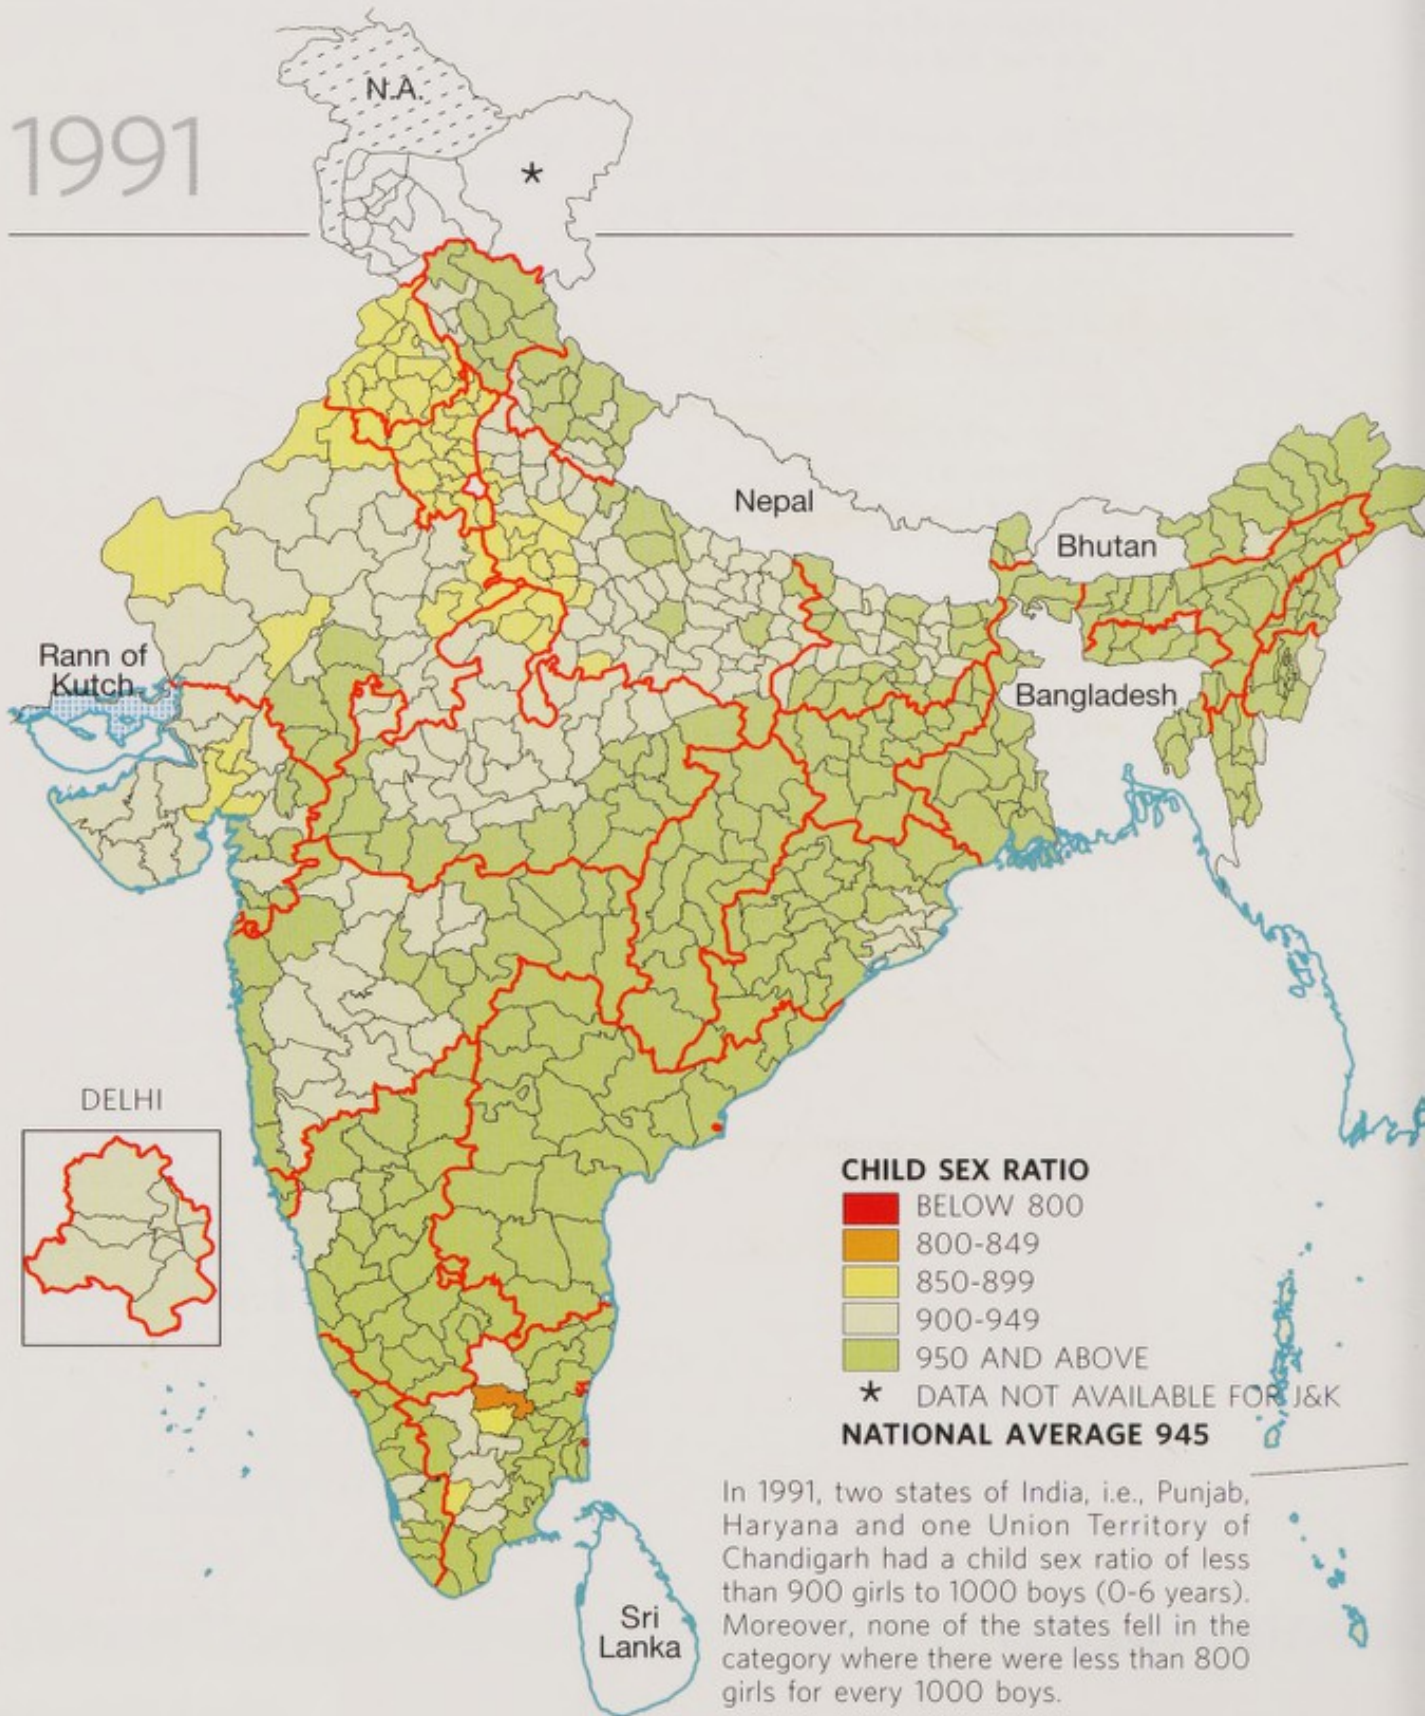 N.A.
1991
*
Nepal
Bhutan
Rann of
Kutch
Bangladesh
DELHI
CHILD SEX RATIO
BELOW 800
800-849
850-899
900-949
950 AND ABOVE
* DATA NOT AVAILABLE FOR J&K
NATIONAL AVERAGE 945
In 1991, two states of India, i.e., Punjab,
Haryana and one Union Territory of
Chandigarh had a child sex ratio of less
than 900 girls to 1000 boys (0-6 years).
Moreover, none of the states fell in the
category where there were less than 800
girls for every 1000 boys.
Sri
Lanka